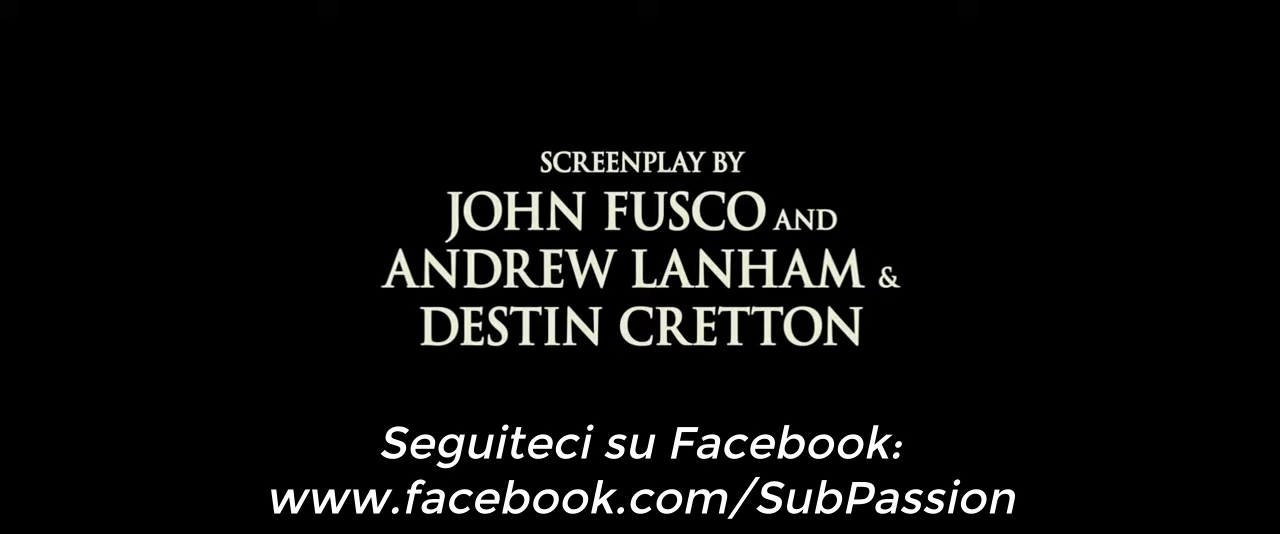 SCREENPLAY BY
JOHN FUSCO AND
ANDREW LANHAM &
DESTIN CRETTON
Seguiteci su Facebook:
www.facebook.com/SubPassion